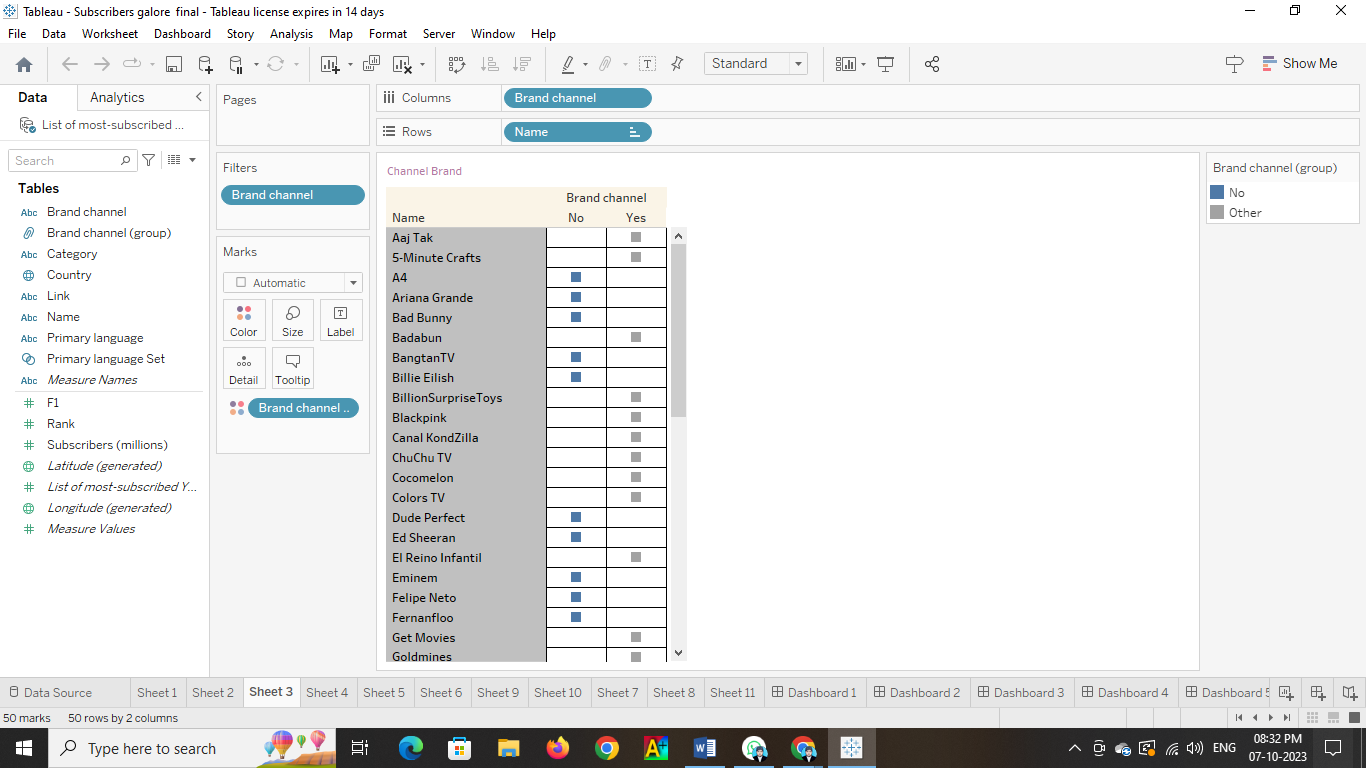 Tableau - Subscribers galore  final - Tableau license expires in 14 days
File Data Worksheet Dashboard Story Analysis Map Format Server Window Help
Standard
Show Me
Data Analytics
List of most-subscribed ...
Search
Tables
Abc Brand channel
Brand channel (group)
Abc Category
Country
Abc Link
Abc Name
Abc Primary language
Primary language Set
Abc Measure Names
# F1
# Rank
# Subscribers (millions)
Latitude (generated)
# List of most-subscribed Y...
Longitude (generated)
# Measure Values
Pages
Filters
Brand channel
Marks
Automatic
Color Size Label
Detail Tooltip
Brand channel ..
Columns Brand channel
Rows Name
Channel Brand
Brand channel
Name No Yes
Aaj Tak
5-Minute Crafts
A4
Ariana Grande
Bad Bunny
Badabun
BangtanTV
Billie Eilish
BillionSurpriseToys
Blackpink
Canal KondZilla
ChuChu TV
Cocomelon
Colors TV
Dude Perfect
Ed Sheeran
El Reino Infantil
Eminem
Felipe Neto
Fernanfloo
Get Movies
Goldmines
Brand channel (group)
No
Other
Data Source Sheet 1 Sheet 2 Sheet 3 Sheet 4 Sheet 5 Sheet 6 Sheet 9 Sheet 10 Sheet 7 Sheet 8 Sheet 11 Dashboard 1 Dashboard 2 Dashboard 3 Dashboard 4 Dashboard 5
50 marks 50 rows by 2 columns
Type here to search
ENG
08:32 PM
07-10-2023